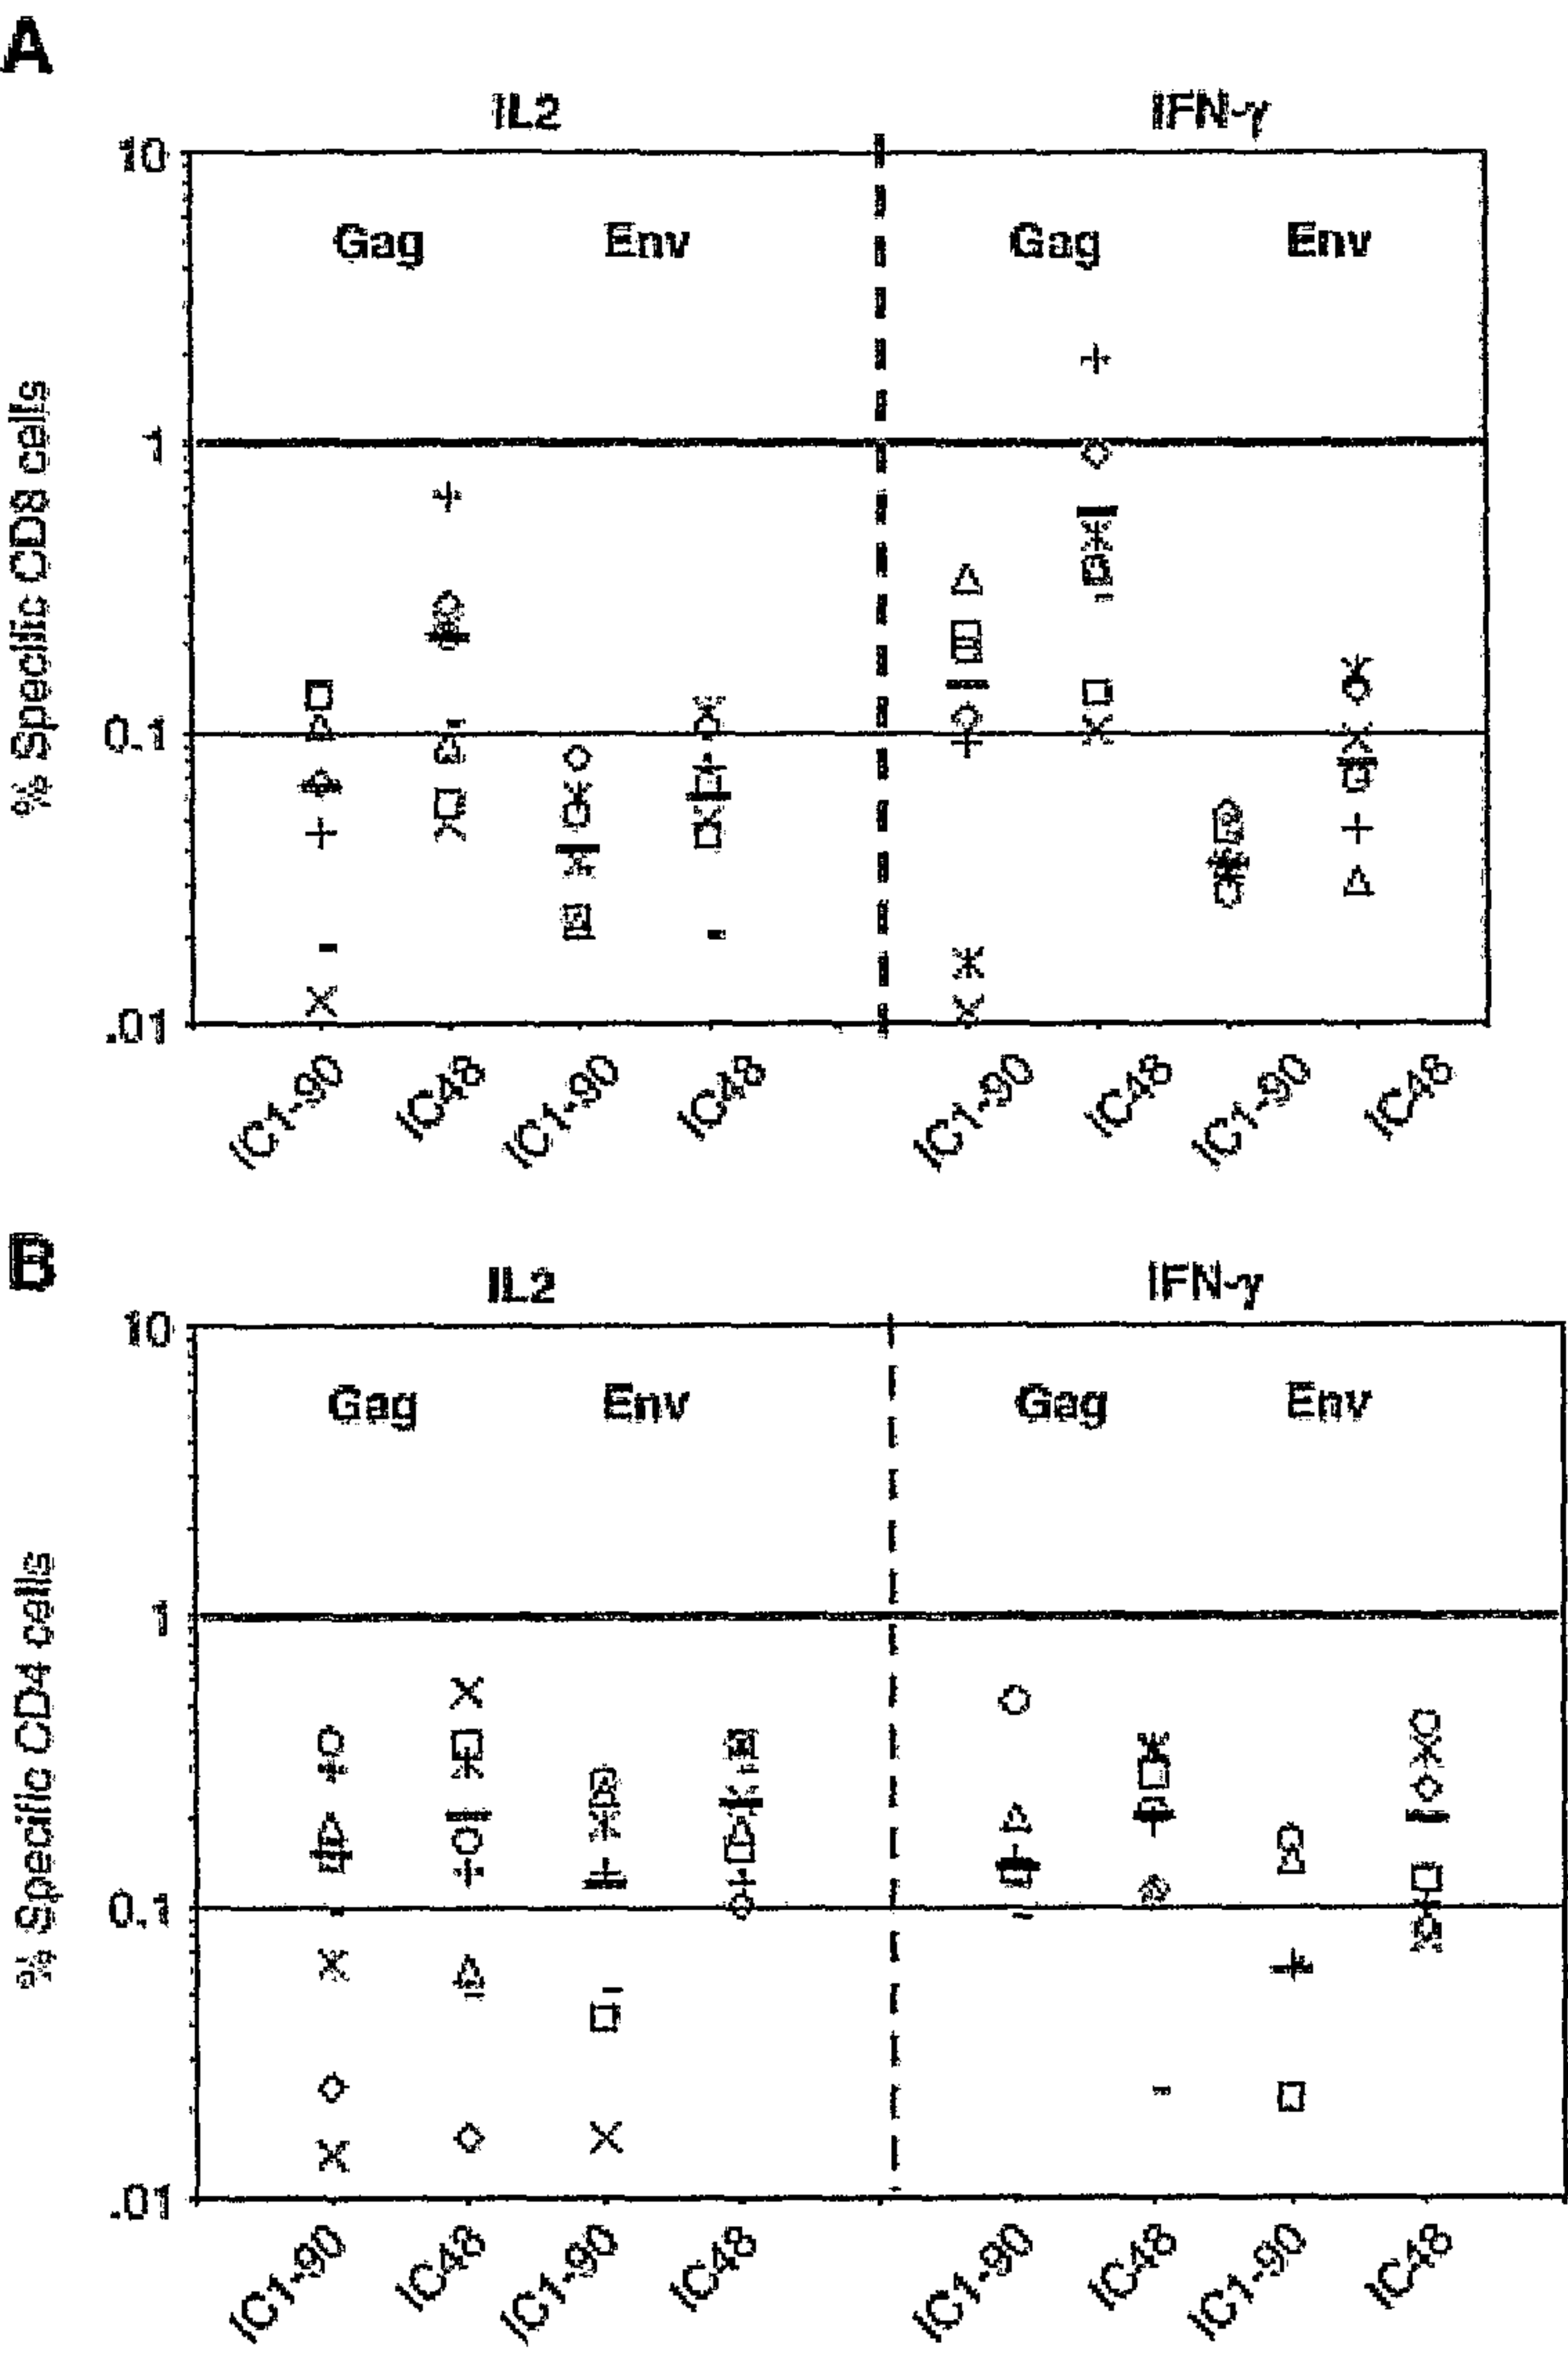 A
IL2 IFN-γ
10
Gag Env Gag Env
1
% Specific CD8 cells
0.1
.01
IC1-90 IC48 IC1-90 IC48 IC1-90 IC48 IC1-90 IC48
B
IL2 IFN-γ
10
Gag Env Gag Env
1
% Specific CD4 cells
0.1
.01
IC1-90 IC48 IC1-90 IC48 IC1-90 IC48 IC1-90 IC48